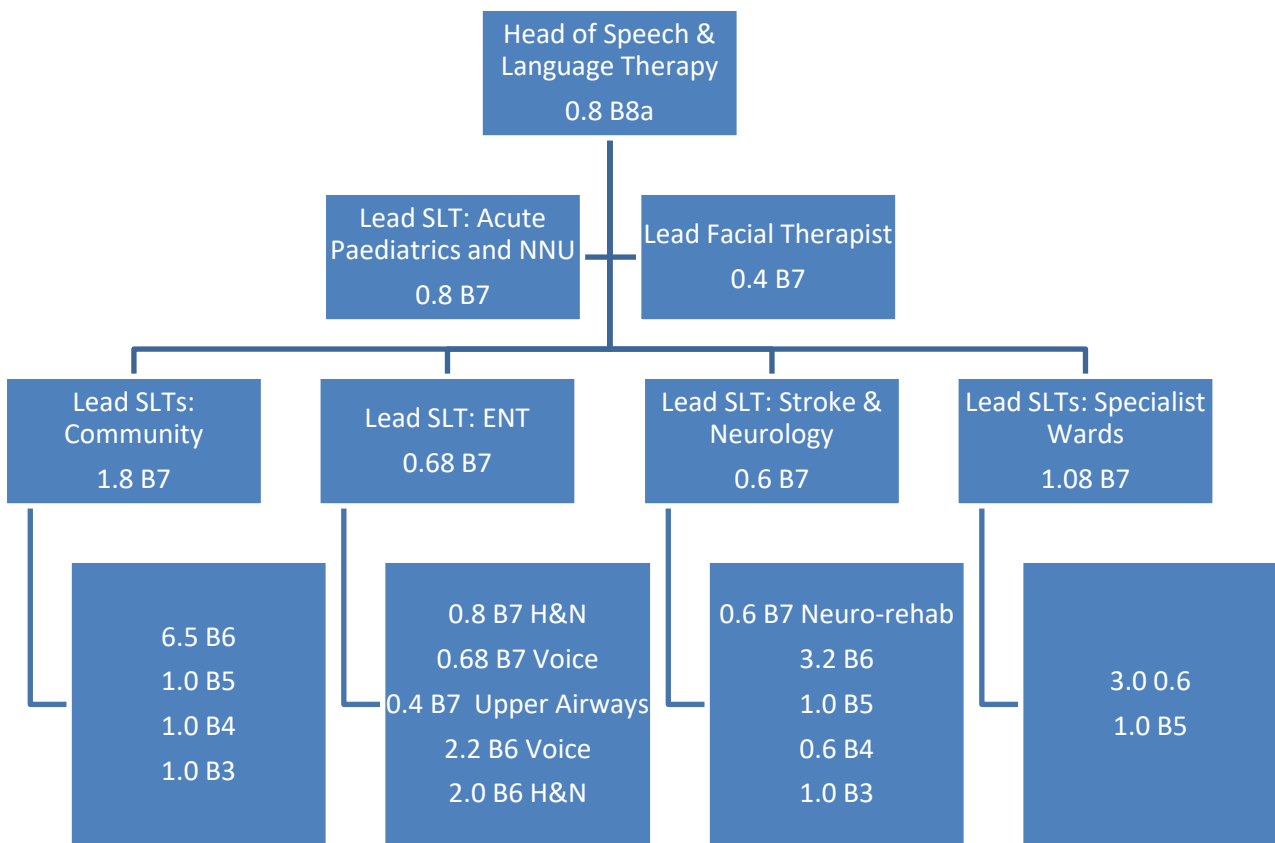 Head of Speech &
Language Therapy
0.8 B8a
Lead SLT: Acute
Paediatrics and NNU
0.8 B7
Lead Facial Therapist
0.4 B7
Lead SLTs:
Community
1.8 B7
Lead SLT: ENT
0.68 B7
Lead SLT: Stroke &
Neurology
0.6 B7
Lead SLTs: Specialist
Wards
1.08 B7
6.5 B6
1.0 B5
1.0 B4
1.0 B3
0.8 B7 H&N
0.68 B7 Voice
0.4 B7  Upper Airways
2.2 B6 Voice
2.0 B6 H&N
0.6 B7 Neuro-rehab
3.2 B6
1.0 B5
0.6 B4
1.0 B3
3.0 0.6
1.0 B5